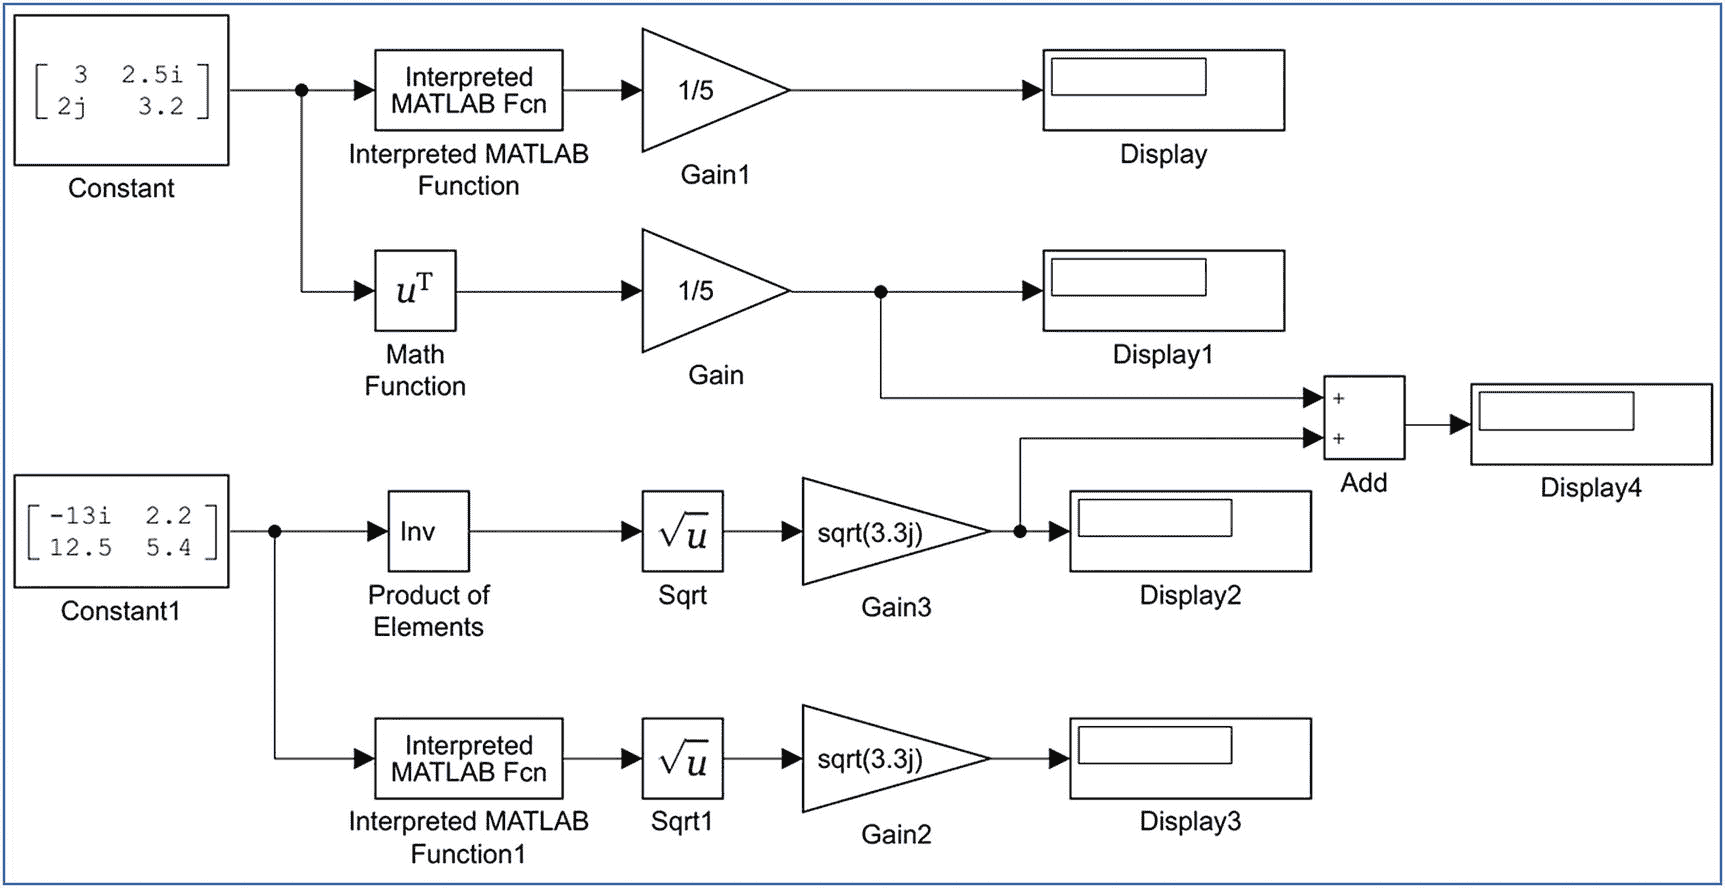 3 2.5i
2j 3.2
Constant
Interpreted
MATLAB Fcn
Interpreted MATLAB
Function
1/5
Gain1
Display
u^T
Math
Function
1/5
Gain
Display1
+
+
Add
Display4
-13i 2.2
12.5 5.4
Constant1
Inv
Product of
Elements
√u
Sqrt
sqrt(3.3j)
Gain3
Display2
Interpreted
MATLAB Fcn
Interpreted MATLAB
Function1
√u
Sqrt1
sqrt(3.3j)
Gain2
Display3